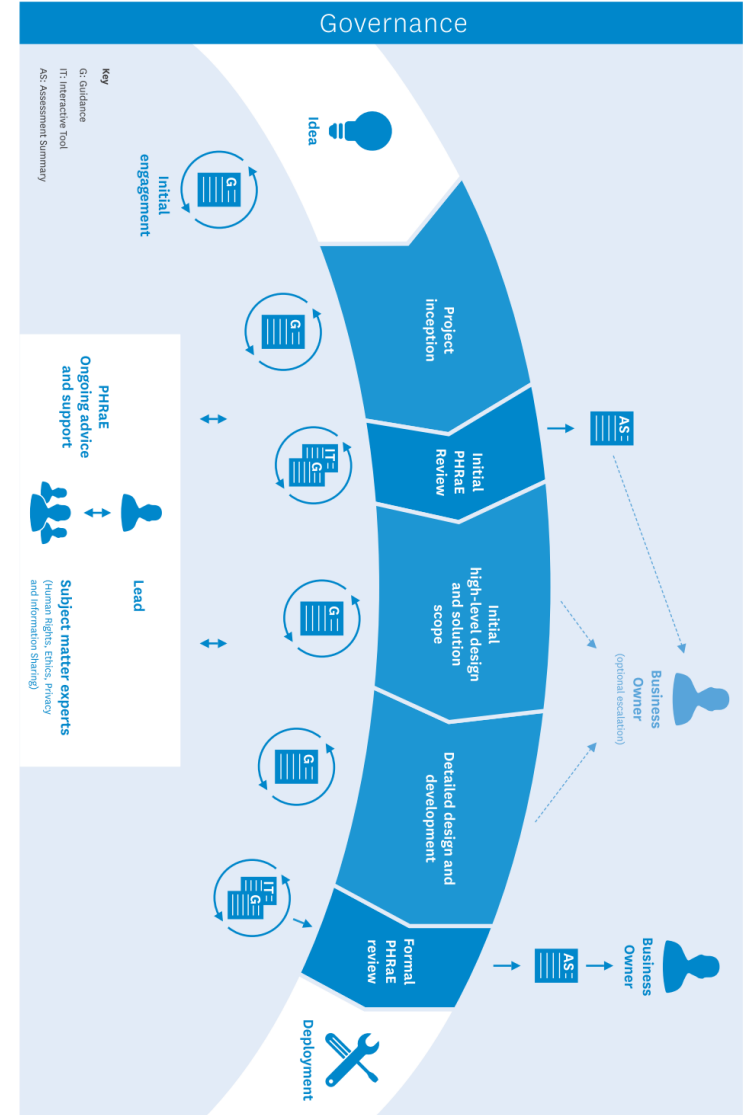 Governance
Key
G: Guidance
IT: Interactive Tool
AS: Assessment Summary
Idea
Initial
engagement
G
Project
inception
G
Initial
PHRaE
Review
AS
IT
G
Initial
high-level design
and solution
scope
G
Business
Owner
(optional escalation)
Detailed design and
development
G
Formal
PHRaE
review
IT
G
AS
Business
Owner
Deployment
PHRaE
Ongoing advice
and support
Lead
Subject matter experts
(Human Rights, Ethics, Privacy
and Information Sharing)